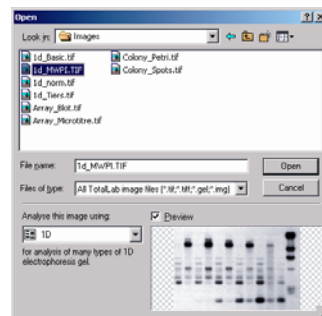 Open
Look in: Images
1d_Basic.tif
1d_MWPI.TIF
1d_norm.tif
1d_Tiers.tif
Array_Blot.tif
Array_Microtitre.tif
Colony_Petri.tif
Colony_Spots.tif
File name: 1d_MWPI.TIF
Open
Files of type: All TotalLab image files (*.tif;*.tiff;*.gel;*.img)
Cancel
Analyse this image using:
Preview
1D
for analysis of many types of 1D
electrophoresis gel.